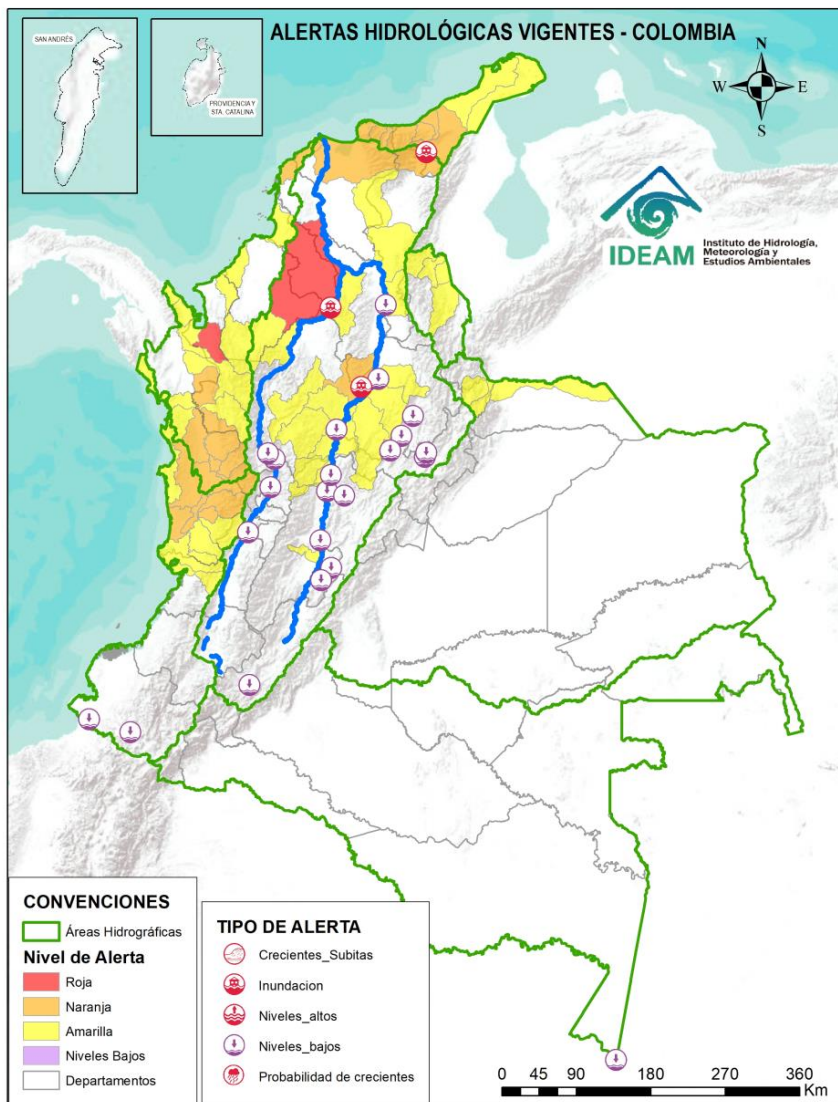 ALERTAS HIDROLÓGICAS VIGENTES - COLOMBIA
SAN ANDRÉS
PROVIDENCIA Y
STA. CATALINA
N
W E
S
IDEAM
Instituto de Hidrología,
Meteorología y
Estudios Ambientales
CONVENCIONES
Áreas Hidrográficas
Nivel de Alerta
Roja
Naranja
Amarilla
Niveles Bajos
Departamentos
TIPO DE ALERTA
Crecientes_Subitas
Inundacion
Niveles_altos
Niveles_bajos
Probabilidad de crecientes
0 45 90 180 270 360
Km